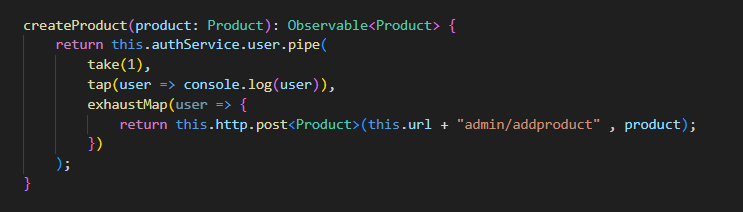 createProduct(product: Product): Observable<Product> {
    return this.authService.user.pipe(
        take(1),
        tap(user => console.log(user)),
        exhaustMap(user => {
            return this.http.post<Product>(this.url + "admin/addproduct" , product);
        })
    );
}